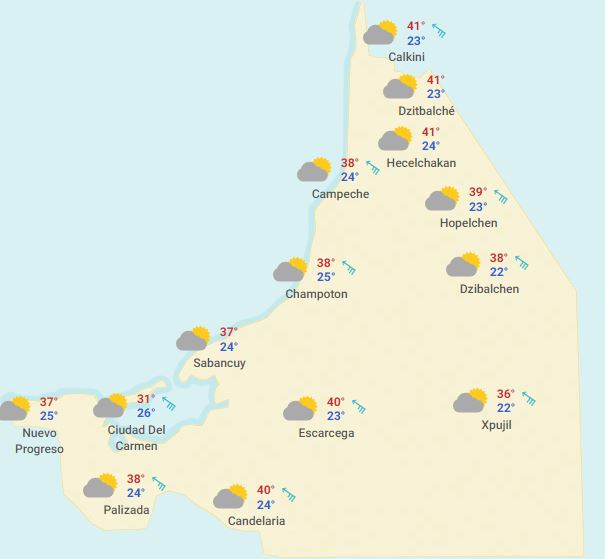 41°
23°
Calkini
41°
23°
Dzitbalché
41°
24°
Hecelchakan
38°
24°
Campeche
39°
23°
Hopelchen
38°
22°
Dzibalchen
38°
25°
Champoton
37°
24°
Sabancuy
37°
25°
Nuevo
Progreso
31°
26°
Ciudad Del
Carmen
40°
23°
Escarcega
36°
22°
Xpujil
38°
24°
Palizada
40°
24°
Candelaria